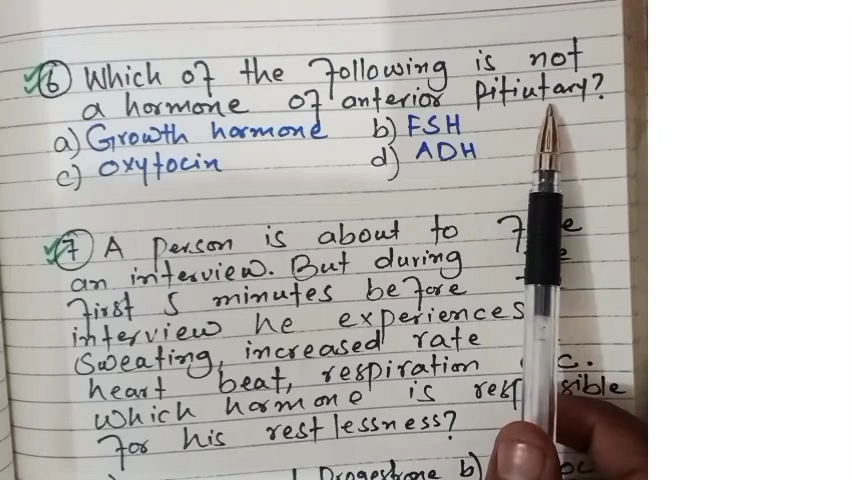 6 Which of the following is not
a hormone of anterior pitiutary?
a) Growth hormone b) FSH
c) Oxytocin d) ADH
7 A person is about to
an interview. But during
first 5 minutes before
interview he experiences
sweating, increased rate
heart beat, respiration
which hormone is
for his restlessness?
Progestrone b)